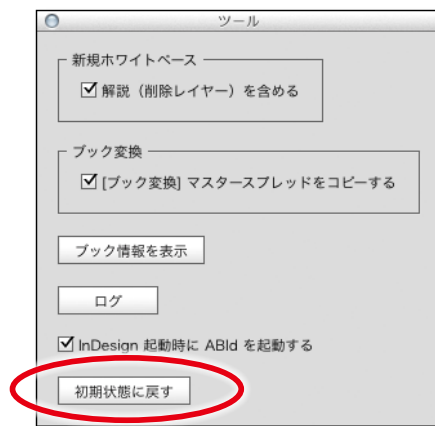 ツール
新規ホワイトベース
解説（削除レイヤー）を含める
ブック変換
[ブック変換] マスタースプレッドをコピーする
ブック情報を表示
ログ
InDesign 起動時に ABId を起動する
初期状態に戻す